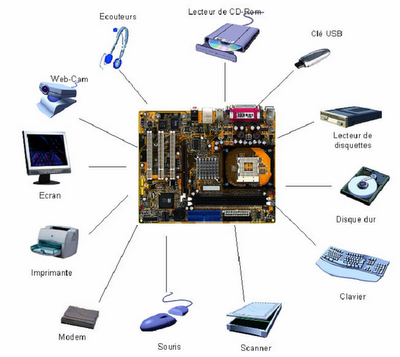 Ecouteurs
Lecteur de CD-Rom
Clé USB
Web-Cam
Lecteur de
disquettes
Ecran
Disque dur
Imprimante
Clavier
Modem
Souris
Scanner